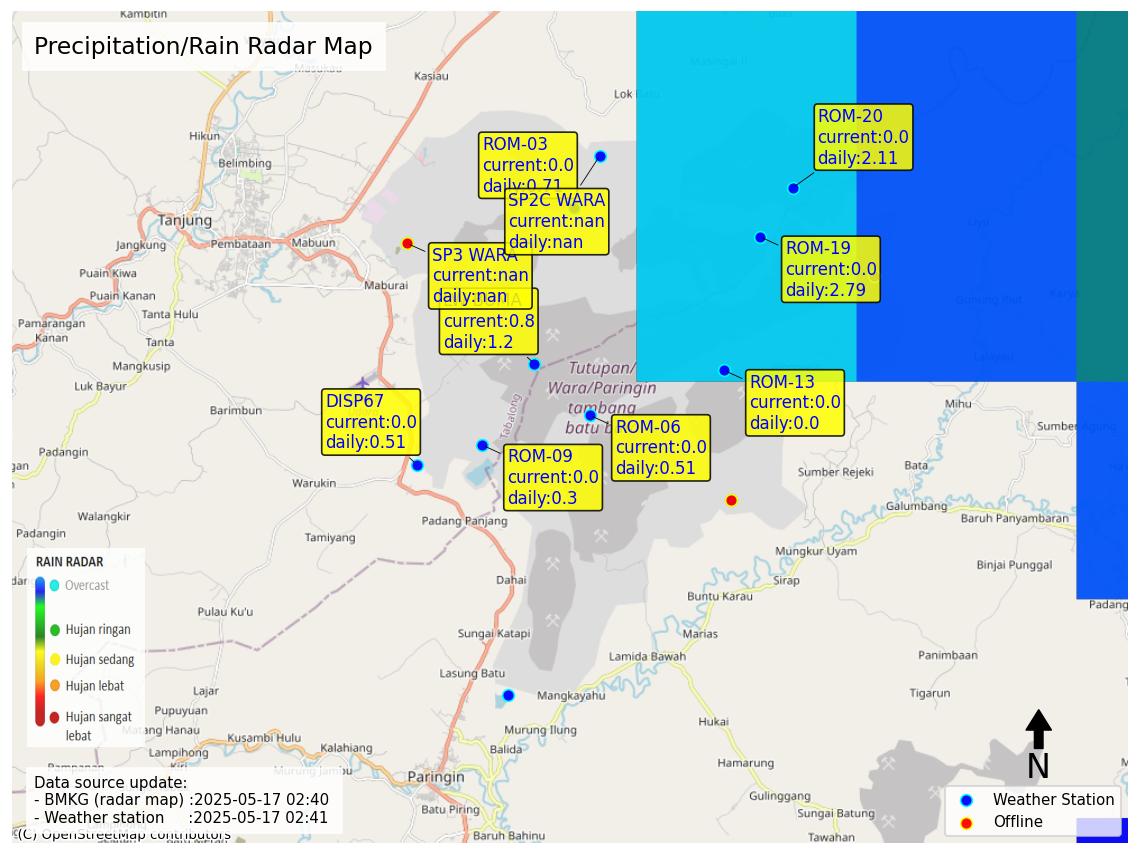 Precipitation/Rain Radar Map
Kambitin
Kasiau
Hikun
Belimbing
Tanjung
Jangkung
Pembataan
Mabuun
Puain Kiwa
Puain Kanan
Maburai
Tanta Hulu
Pamarangan
Kanan
Tanta
Mangkusip
Luk Bayur
Barimbun
Padangin
Warukin
Walangkir
Padangin
Tamiyang
Padang Panjang
Pulau Ku'u
Dahai
Sungai Katapi
Lasung Batu
Mangkayahu
Murung Ilung
Balida
Lajar
Pupuyuan
Matang Hanau
Lampihong
Kusambi Hulu
Kalahiang
Murung Jambu
Paringin
Batu Piring
Baruh Bahinu
Lamida Bawah
Marias
Buntu Karau
Sirap
Mungkur Uyam
Sumber Rejeki
Bata
Mihu
Galumbang
Baruh Panyambaran
Binjai Punggal
Panimbaan
Tigarun
Hukai
Hamarung
Gulinggang
Sungai Batung
Tawahan
Tabalong
Tutupan/
Wara/Paringin
tambang
ROM-03
current:0.0
daily:0.71
SP2C WARA
current:nan
daily:nan
SP3 WARA
current:nan
daily:nan
current:0.8
daily:1.2
ROM-20
current:0.0
daily:2.11
ROM-19
current:0.0
daily:2.79
ROM-13
current:0.0
daily:0.0
ROM-06
current:0.0
daily:0.51
ROM-09
current:0.0
daily:0.3
DISP67
current:0.0
daily:0.51
RAIN RADAR
Overcast
Hujan ringan
Hujan sedang
Hujan lebat
Hujan sangat
lebat
Data source update:
- BMKG (radar map) :2025-05-17 02:40
- Weather station :2025-05-17 02:41
(C) OpenStreetMap contributors
N
Weather Station
Offline